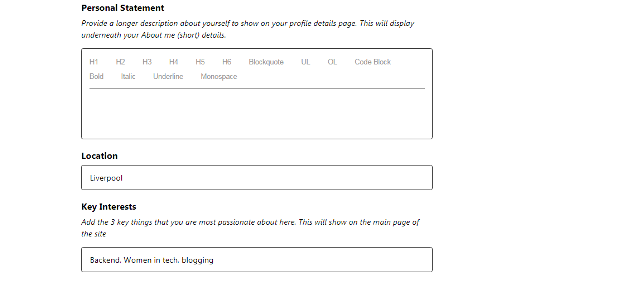 Personal Statement
Provide a longer description about yourself to show on your profile details page. This will display
underneath your About me (short) details.
H1 H2 H3 H4 H5 H6 Blockquote UL OL Code Block
Bold Italic Underline Monospace
Location
Liverpool
Key Interests
Add the 3 key things that you are most passionate about here. This will show on the main page of
the site
Backend, Women in tech, blogging